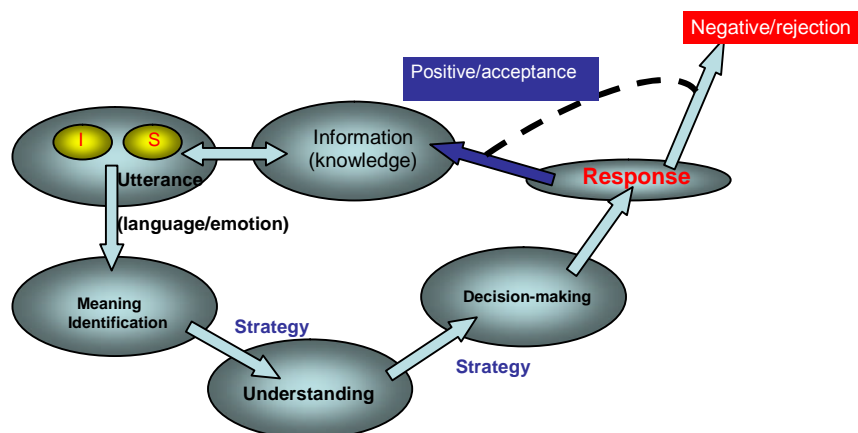 Negative/rejection
Positive/acceptance
I
S
Utterance
Information
(knowledge)
Response
(language/emotion)
Meaning
Identification
Strategy
Decision-making
Strategy
Understanding